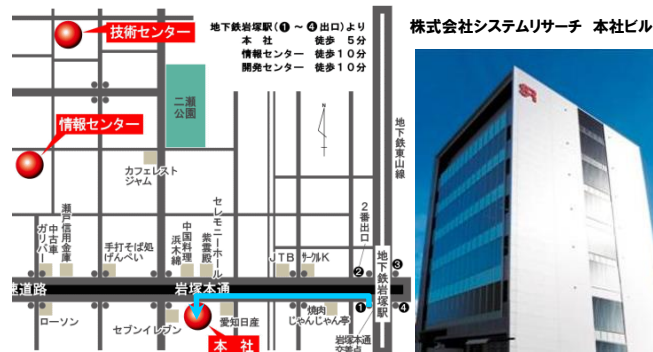 技術センター
地下鉄岩塚駅(❶ ～ ❹出口)より
本　社　徒歩　5分
情報センター　徒歩10分
開発センター　徒歩10分
株式会社システムリサーチ 本社ビル
SR
二瀬
公園
N
情報センター
カフェレスト
ジャム
地下鉄東山線
瀬戸信用金庫
中古車
ガリバー
手打そば処
げんぺい
中国料理
浜木綿
セレモニーホール
紫雲殿
JTB
サークルK
2番出口
❷
❸
速道路
岩塚本通
地下鉄岩塚駅
❶
❹
ローソン
セブンイレブン
愛知日産
焼肉
じゃんじゃん亭
岩塚本通
交差点
本 社